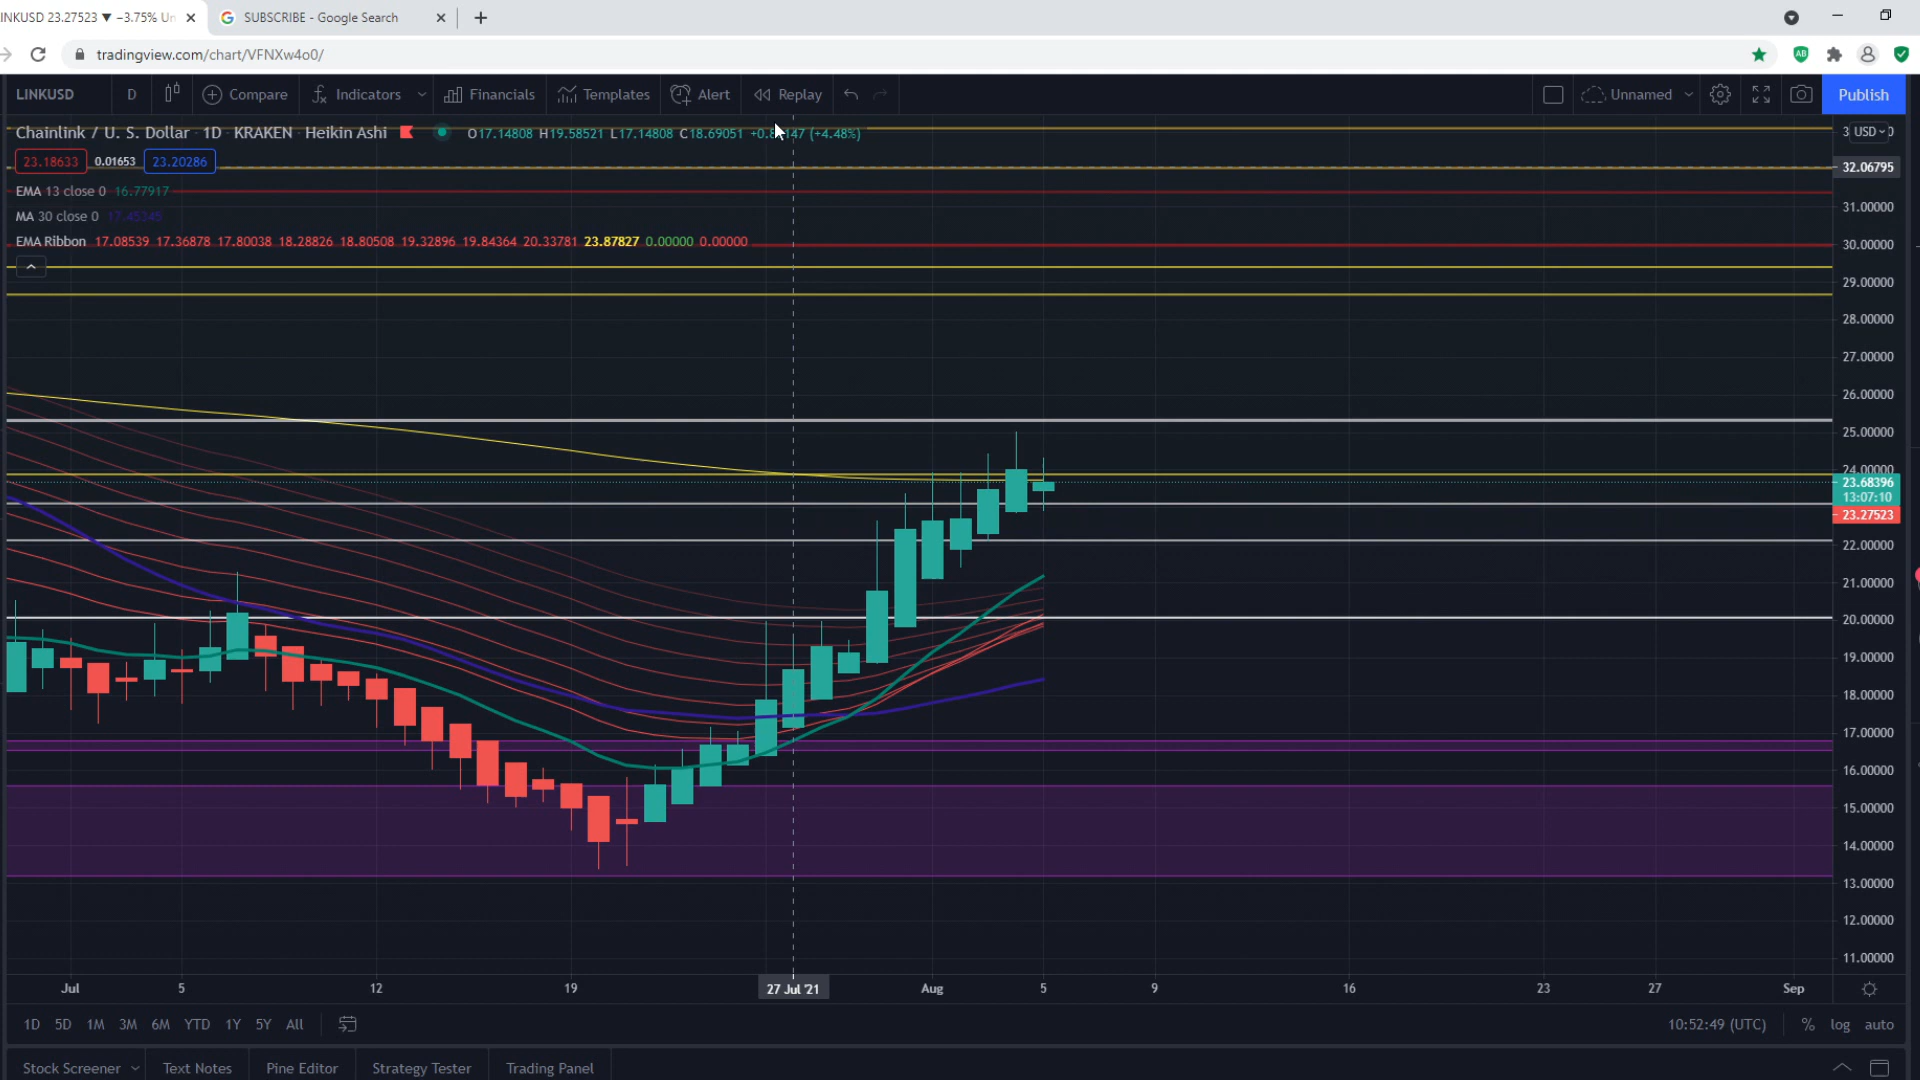 INKUSD 23.27523 ▼ −3.75% Un
SUBSCRIBE - Google Search
tradingview.com/chart/VFNXw4o0/
LINKUSD D Compare Indicators Financials Templates Alert Replay Unnamed Publish
Chainlink / U. S. Dollar · 1D · KRAKEN · Heikin Ashi O17.14808 H19.58521 L17.14808 C18.69051 (+4.48%)
23.18633 0.01653 23.20286
EMA 13 close 0 16.77917
MA 30 close 0 17.45345
EMA Ribbon 17.08539 17.36878 17.80038 18.28826 18.80508 19.32896 19.84364 20.33781 23.87827 0.00000 0.00000
USD
32.06795
31.00000
30.00000
29.00000
28.00000
27.00000
26.00000
25.00000
24.00000
23.68396
13:07:10
23.27523
22.00000
21.00000
20.00000
19.00000
18.00000
17.00000
16.00000
15.00000
14.00000
13.00000
12.00000
11.00000
Jul 5 12 19 27 Jul '21 Aug 5 9 16 23 27 Sep
1D 5D 1M 3M 6M YTD 1Y 5Y All 10:52:49 (UTC) % log auto
Stock Screener Text Notes Pine Editor Strategy Tester Trading Panel